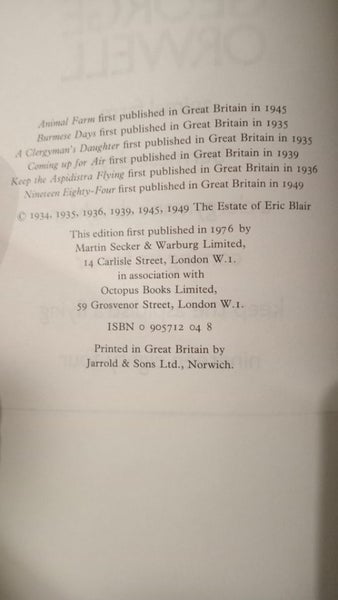 GEORGE
ORWELL
Animal Farm first published in Great Britain in 1945
Burmese Days first published in Great Britain in 1935
A Clergyman's Daughter first published in Great Britain in 1935
Coming up for Air first published in Great Britain in 1939
Keep the Aspidistra Flying first published in Great Britain in 1936
Nineteen Eighty-Four first published in Great Britain in 1949
© 1934, 1935, 1936, 1939, 1945, 1949 The Estate of Eric Blair
This edition first published in 1976 by
Martin Secker & Warburg Limited,
14 Carlisle Street, London W.1.
in association with
Octopus Books Limited,
59 Grosvenor Street, London W.1.
ISBN 0 905712 04 8
Printed in Great Britain by
Jarrold & Sons Ltd., Norwich.